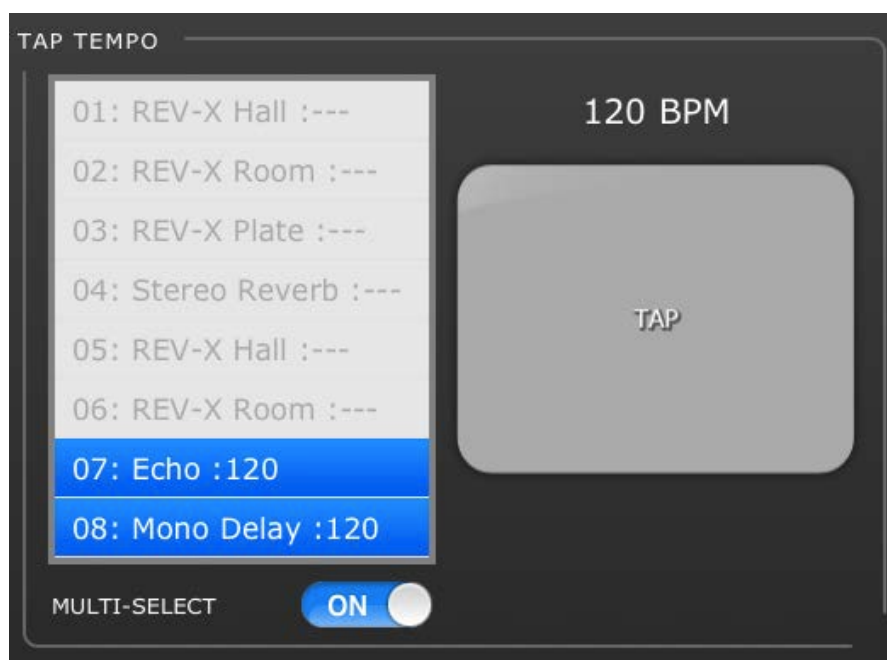 TAP TEMPO
01: REV-X Hall :---
02: REV-X Room :---
03: REV-X Plate :---
04: Stereo Reverb :---
05: REV-X Hall :---
06: REV-X Room :---
07: Echo :120
08: Mono Delay :120
MULTI-SELECT ON
120 BPM
TAP